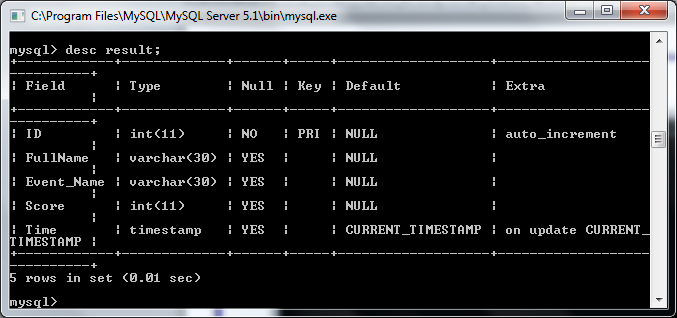 C:\Program Files\MySQL\MySQL Server 5.1\bin\mysql.exe
mysql> desc result;
+------------+-------------+------+-----+-------------------+-----------------
-----------+
¦ Field      ¦ Type        ¦ Null ¦ Key ¦ Default           ¦ Extra
           ¦
+------------+-------------+------+-----+-------------------+-----------------
-----------+
¦ ID         ¦ int(11)     ¦ NO   ¦ PRI ¦ NULL              ¦ auto_increment
           ¦
¦ FullName   ¦ varchar(30) ¦ YES  ¦     ¦ NULL              ¦
           ¦
¦ Event_Name ¦ varchar(30) ¦ YES  ¦     ¦ NULL              ¦
           ¦
¦ Score      ¦ int(11)     ¦ YES  ¦     ¦ NULL              ¦
           ¦
¦ Time       ¦ timestamp   ¦ YES  ¦     ¦ CURRENT_TIMESTAMP ¦ on update CURRENT_
TIMESTAMP ¦
+------------+-------------+------+-----+-------------------+-----------------
-----------+
5 rows in set (0.01 sec)
mysql>